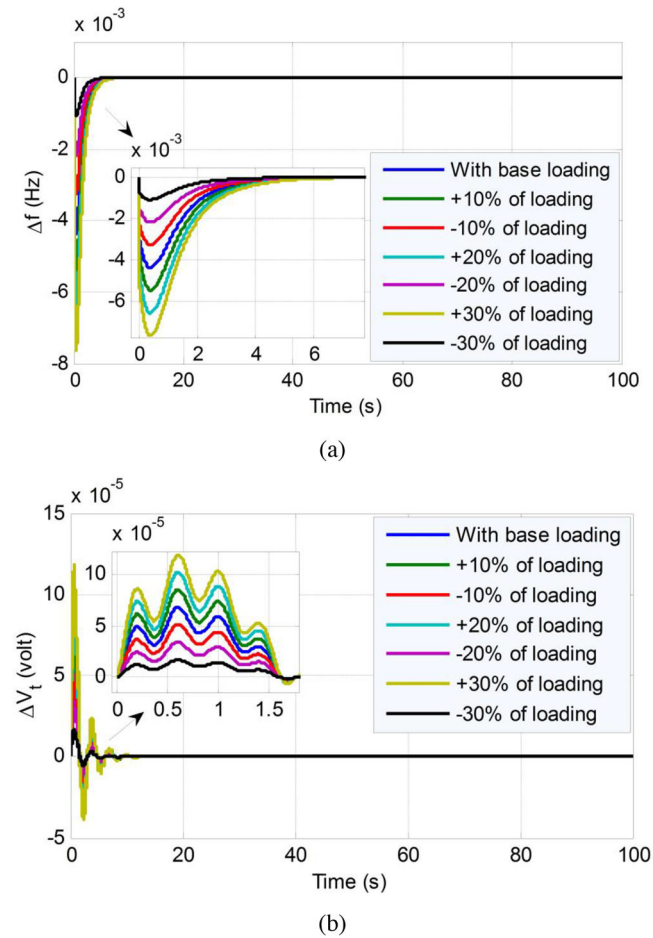 x 10-3
0
-2
-4
-6
-8
Δf (Hz)
x 10-3
0
-2
-4
-6
0 2 4 6
With base loading
+10% of loading
-10% of loading
+20% of loading
-20% of loading
+30% of loading
-30% of loading
0 20 40 60 80 100
Time (s)
(a)
x 10-5
15
10
5
0
-5
ΔVt (volt)
x 10-5
10
5
0
0 0.5 1 1.5
With base loading
+10% of loading
-10% of loading
+20% of loading
-20% of loading
+30% of loading
-30% of loading
0 20 40 60 80 100
Time (s)
(b)